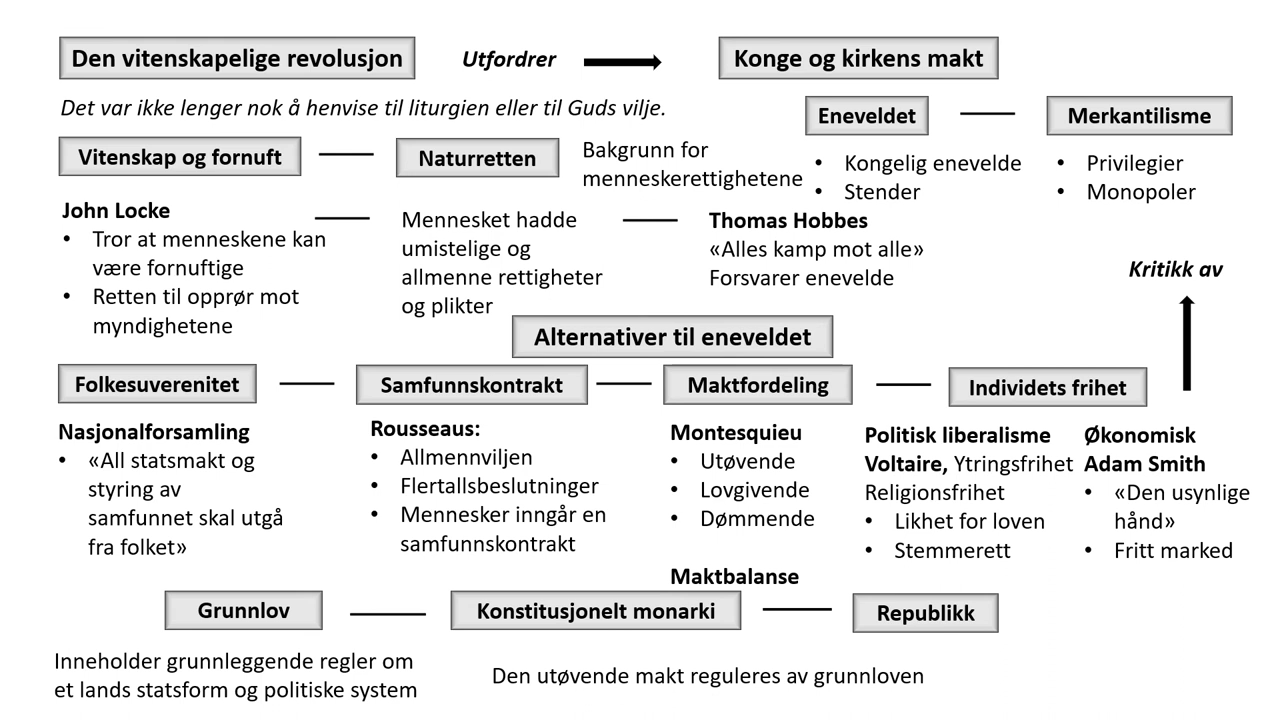 Den vitenskapelige revolusjon
Utfordrer
Konge og kirkens makt
Det var ikke lenger nok å henvise til liturgien eller til Guds vilje.
Eneveldet
Merkantilisme
Vitenskap og fornuft
Naturretten
Bakgrunn for
menneskerettighetene
• Kongelig enevelde
• Stender
• Privilegier
• Monopoler
John Locke
• Tror at menneskene kan
være fornuftige
• Retten til opprør mot
myndighetene
Mennesket hadde
umistelige og
allmenne rettigheter
og plikter
Thomas Hobbes
«Alles kamp mot alle»
Forsvarer enevelde
Kritikk av
Alternativer til eneveldet
Folkesuverenitet
Samfunnskontrakt
Maktfordeling
Individets frihet
Nasjonalforsamling
• «All statsmakt og
styring av
samfunnet skal utgå
fra folket»
Rousseaus:
• Allmennviljen
• Flertallsbeslutninger
• Mennesker inngår en
samfunnskontrakt
Montesquieu
• Utøvende
• Lovgivende
• Dømmende
Maktbalanse
Politisk liberalisme
Voltaire, Ytringsfrihet
Religionsfrihet
• Likhet for loven
• Stemmerett
Økonomisk
Adam Smith
• «Den usynlige
hånd»
• Fritt marked
Grunnlov
Konstitusjonelt monarki
Republikk
Inneholder grunnleggende regler om
et lands statsform og politiske system
Den utøvende makt reguleres av grunnloven